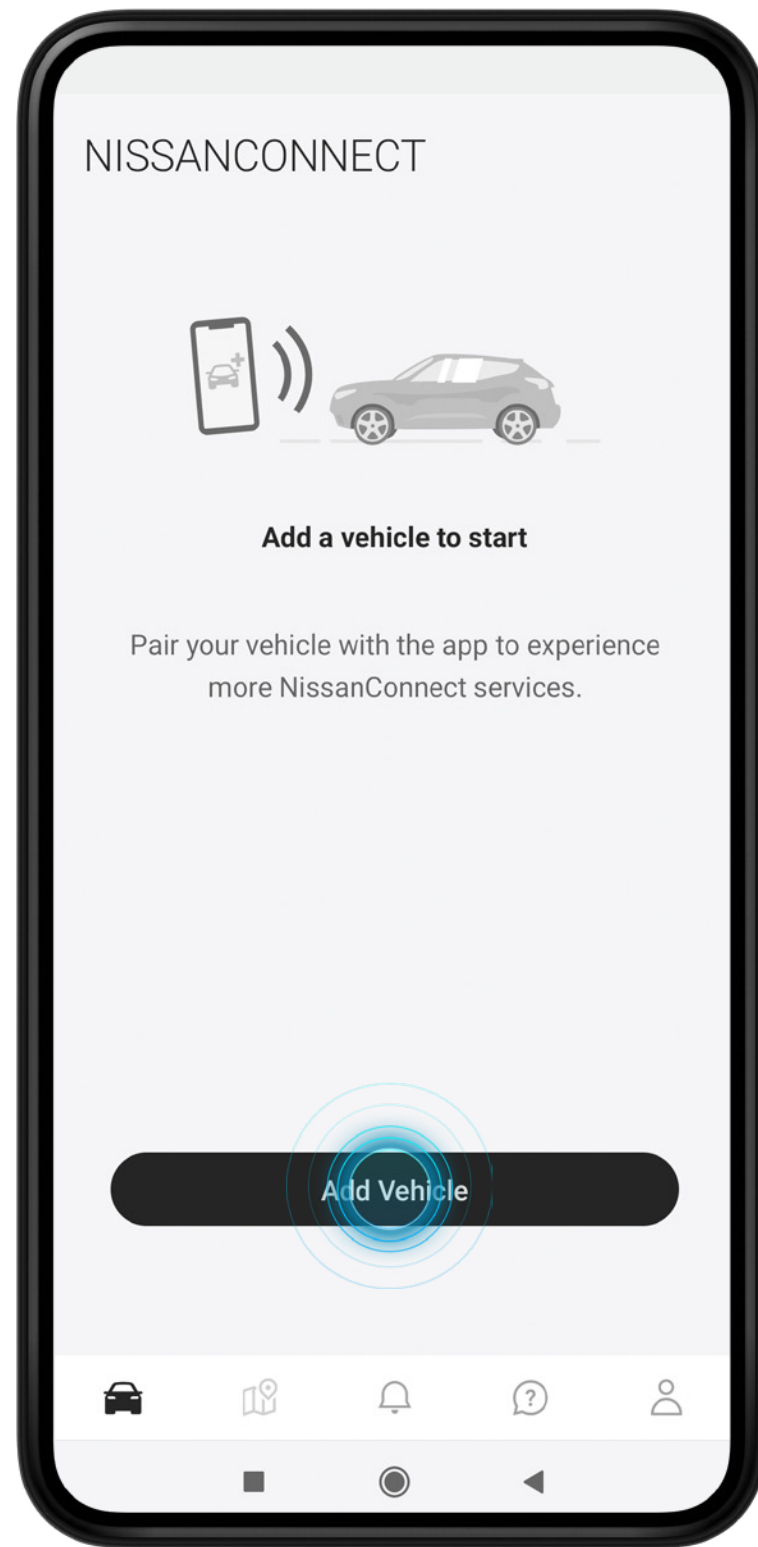 NISSANCONNECT
Add a vehicle to start
Pair your vehicle with the app to experience
more NissanConnect services.
Add Vehicle
?